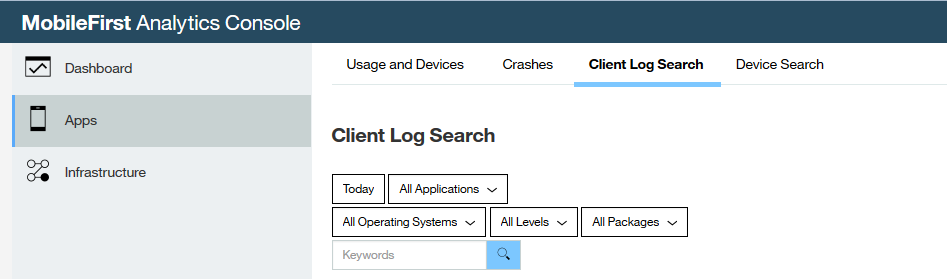 MobileFirst Analytics Console
Dashboard
Apps
Infrastructure
Usage and Devices Crashes Client Log Search Device Search
Client Log Search
Today All Applications
All Operating Systems All Levels All Packages
Keywords